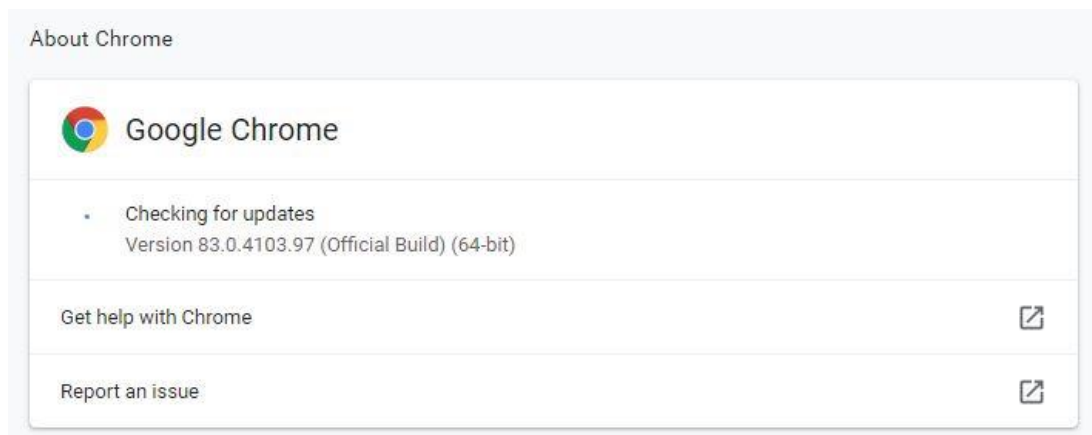 About Chrome
Google Chrome
Checking for updates
Version 83.0.4103.97 (Official Build) (64-bit)
Get help with Chrome
Report an issue